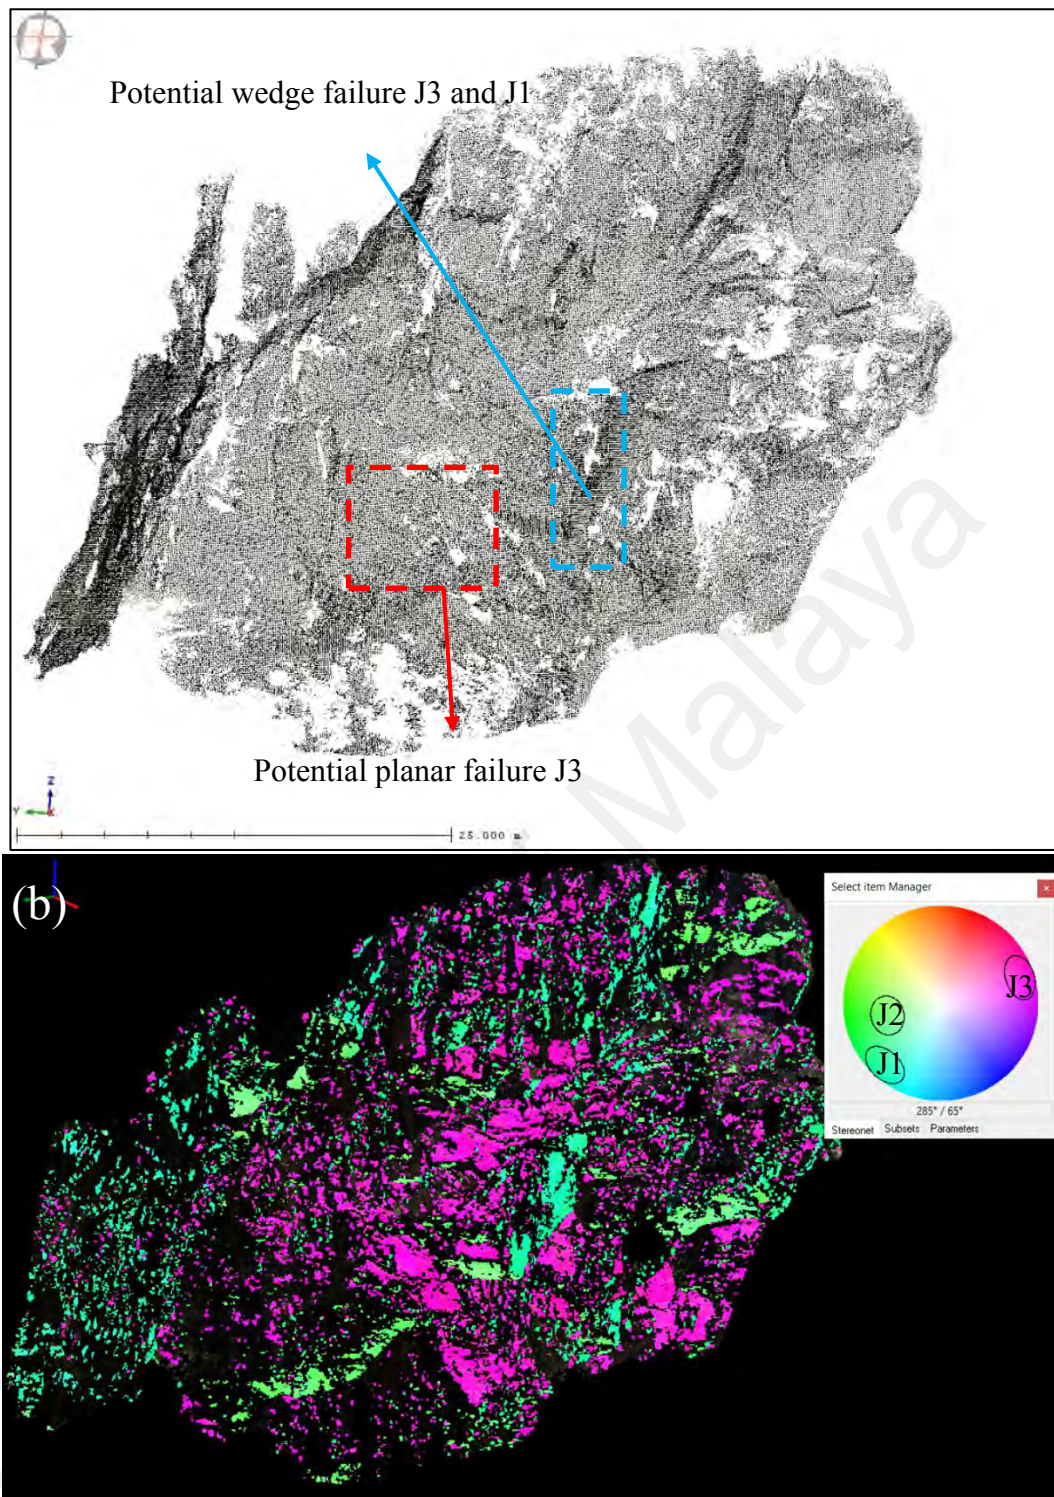 Potential wedge failure J3 and J1
Potential planar failure J3
Z
Y
X
25.000 m
Malaya
(b)
Select item Manager
×
J3
J2
J1
285° / 65°
Stereonet Subsets Parameters